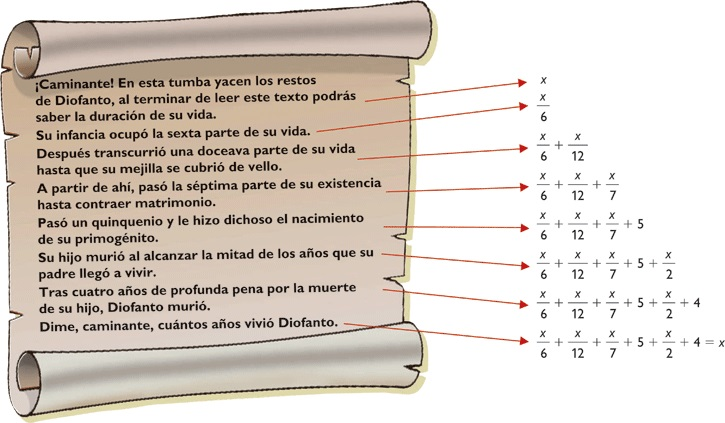 ¡Caminante! En esta tumba yacen los restos
de Diofanto, al terminar de leer este texto podrás
saber la duración de su vida.
x
Su infancia ocupó la sexta parte de su vida.
x/6
Después transcurrió una doceava parte de su vida
hasta que su mejilla se cubrió de vello.
x/6 + x/12
A partir de ahí, pasó la séptima parte de su existencia
hasta contraer matrimonio.
x/6 + x/12 + x/7
Pasó un quinquenio y le hizo dichoso el nacimiento
de su primogénito.
x/6 + x/12 + x/7 + 5
Su hijo murió al alcanzar la mitad de los años que su
padre llegó a vivir.
x/6 + x/12 + x/7 + 5 + x/2
Tras cuatro años de profunda pena por la muerte
de su hijo, Diofanto murió.
x/6 + x/12 + x/7 + 5 + x/2 + 4
Dime, caminante, cuántos años vivió Diofanto.
x/6 + x/12 + x/7 + 5 + x/2 + 4 = x